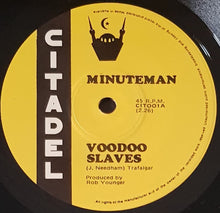 CITADEL
MINUTEMAN
45 R.P.M.
CIT001A
(2.26)
VOODOO
SLAVES
(J. Needham) Trafalgar
Produced by
Rob Younger